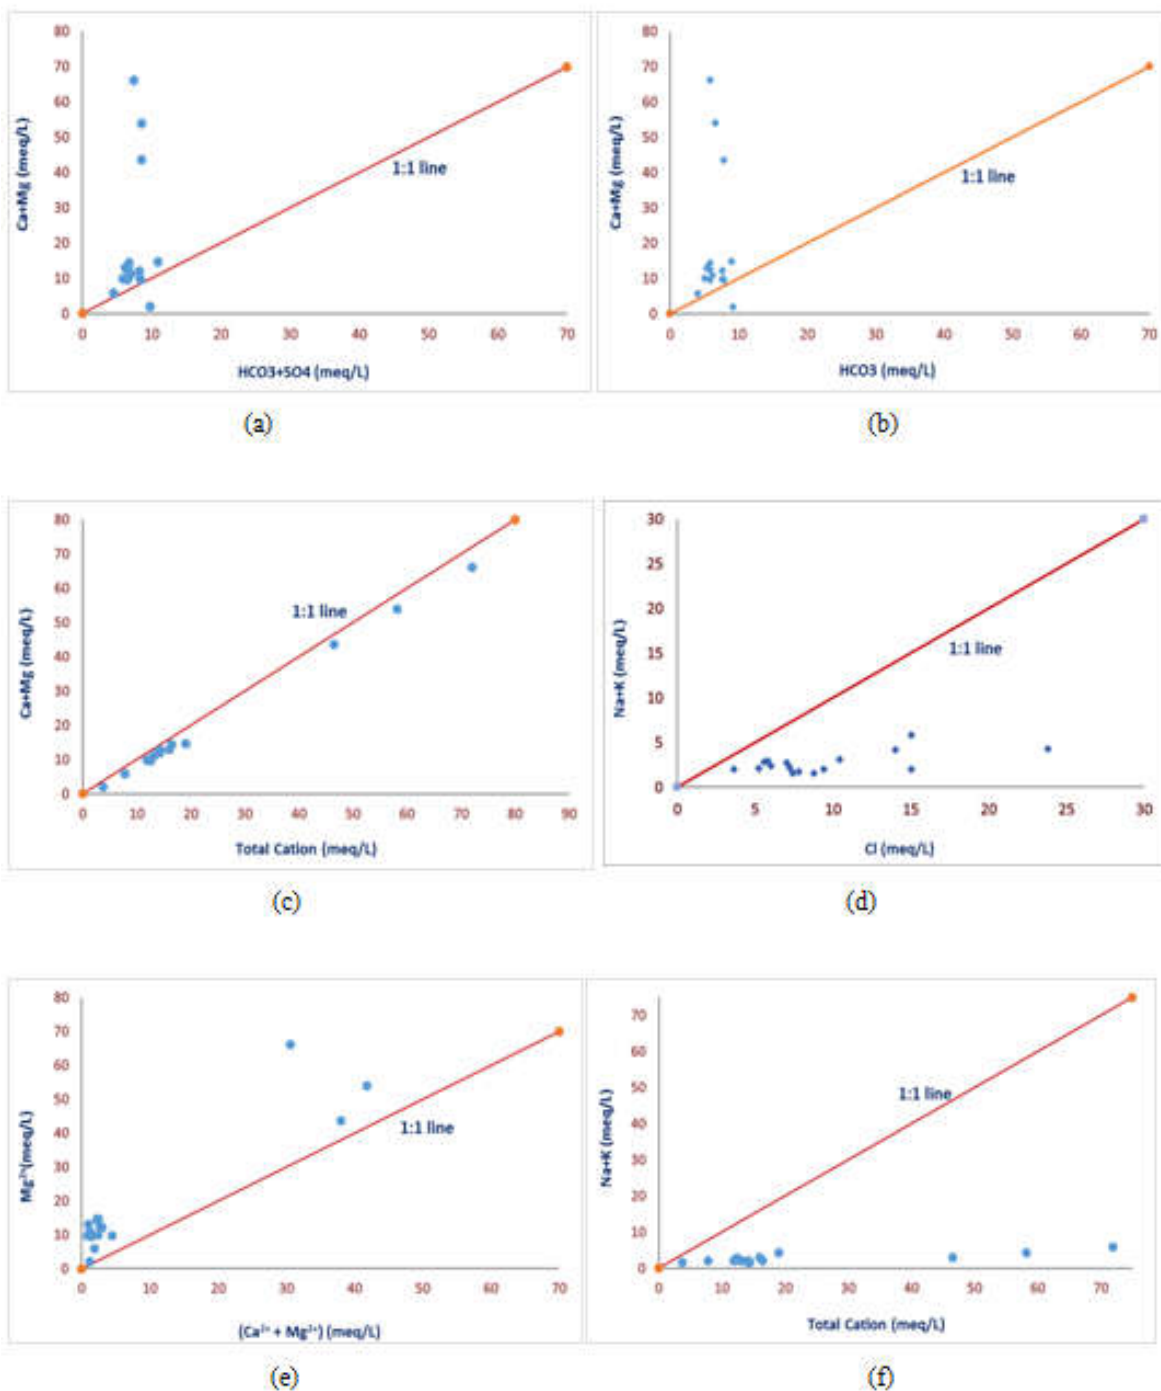 80
70
60
50
40
30
20
10
0
Ca+Mg (meq/L)
1:1 line
0 10 20 30 40 50 60 70
HCO3+SO4 (meq/L)
(a)
80
70
60
50
40
30
20
10
0
Ca+Mg (meq/L)
1:1 line
0 10 20 30 40 50 60 70
HCO3 (meq/L)
(b)
80
70
60
50
40
30
20
10
0
Ca+Mg (meq/L)
1:1 line
0 10 20 30 40 50 60 70 80 90
Total Cation (meq/L)
(c)
30
25
20
15
10
5
0
Na+K (meq/L)
1:1 line
0 5 10 15 20 25 30
Cl (meq/L)
(d)
80
70
60
50
40
30
20
10
0
Mg²⁺(meq/L)
1:1 line
0 10 20 30 40 50 60 70
(Ca²⁺ + Mg²⁺) (meq/L)
(e)
70
60
50
40
30
20
10
0
Na+K (meq/L)
1:1 line
0 10 20 30 40 50 60 70
Total Cation (meq/L)
(f)